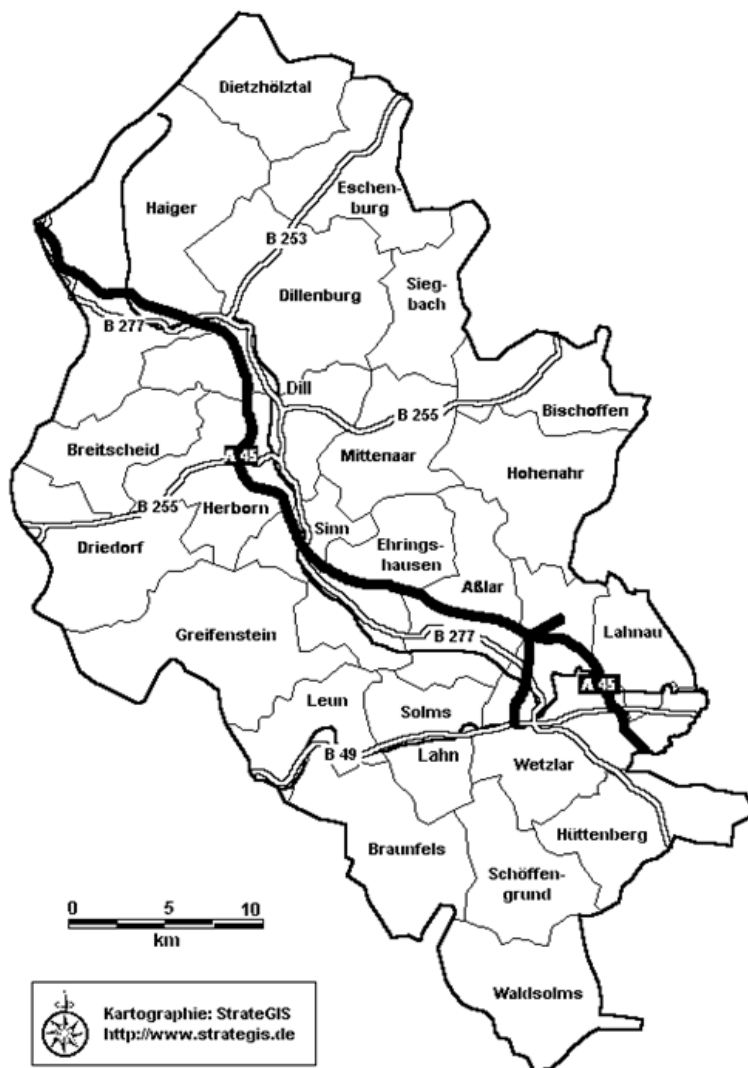 Dietzhölztal
Eschen-
burg
Haiger
B 253
Dillenburg
Sieg-
bach
B 277
Dill
B 255
Bischoffen
Breitscheid
A 45
Mittenaar
Hohenahr
B 255
Herborn
Sinn
Driedorf
Ehrings-
hausen
Aßlar
Greifenstein
B 277
Lahnau
A 45
Leun
Solms
B 49
Lahn
Wetzlar
Braunfels
Hüttenberg
Schöffen-
grund
0 5 10
km
Waldsolms
Kartographie: StrateGIS
http://www.strategis.de